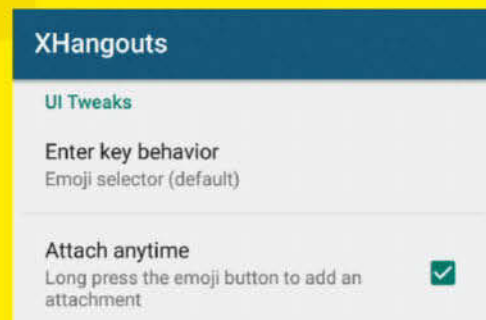 XHangouts
UI Tweaks
Enter key behavior
Emoji selector (default)
Attach anytime
Long press the emoji button to add an
attachment